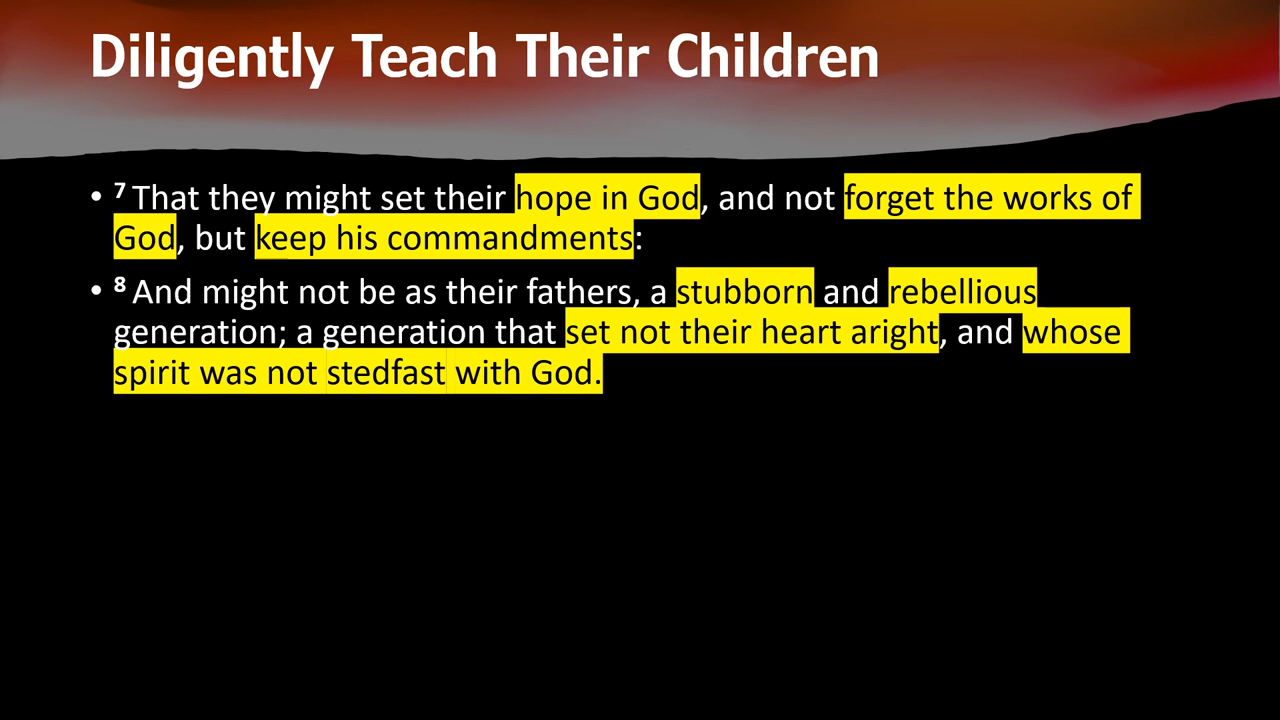 Diligently Teach Their Children
• ⁷ That they might set their hope in God, and not forget the works of
God, but keep his commandments:
• ⁸ And might not be as their fathers, a stubborn and rebellious
generation; a generation that set not their heart aright, and whose
spirit was not stedfast with God.